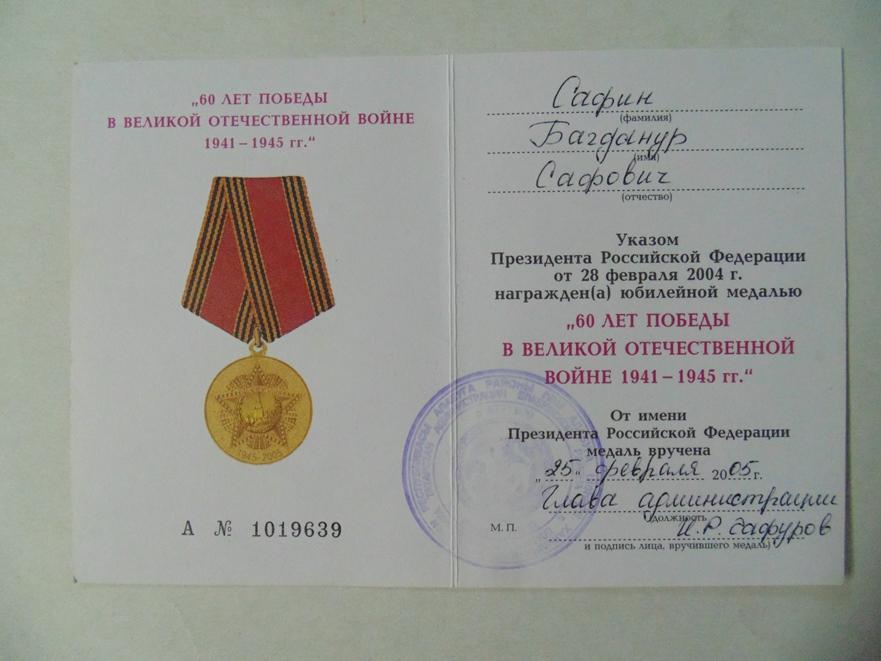 „60 ЛЕТ ПОБЕДЫ
В ВЕЛИКОЙ ОТЕЧЕСТВЕННОЙ ВОЙНЕ
1941 – 1945 гг.“
1945-2005
А № 1019639
Сафин
(фамилия)
Багданур
(имя)
Сафович
(отчество)
Указом
Президента Российской Федерации
от 28 февраля 2004 г.
награжден(а) юбилейной медалью
„60 ЛЕТ ПОБЕДЫ
В ВЕЛИКОЙ ОТЕЧЕСТВЕННОЙ
ВОЙНЕ 1941 – 1945 гг.“
От имени
Президента Российской Федерации
медаль вручена
„25“ февраля 2005 г.
Глава администрации
(должность
И.Р. Гафуров
М. П.
и подпись лица, вручившего медаль)